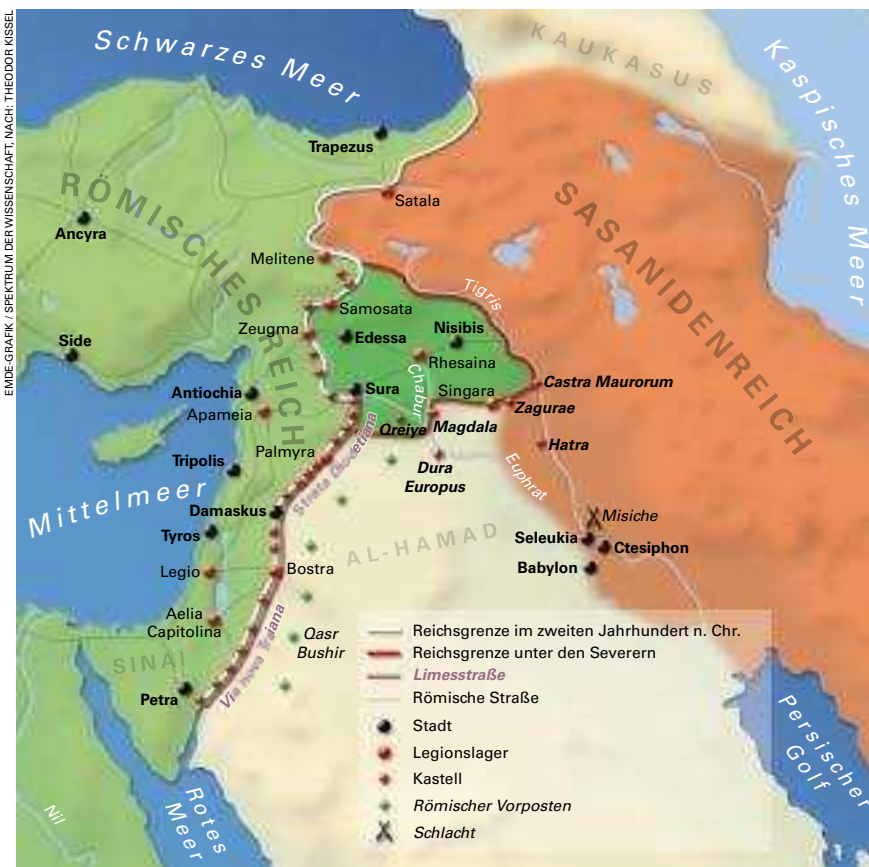 EMDE-GRAFIK / SPEKTRUM DER WISSENSCHAFT, NACH: THEODOR KISSEL
Schwarzes Meer
KAUKASUS
Kaspisches Meer
Trapezus
RÖMISCHES REICH
SASANIDENREICH
Satala
Ancyra
Melitene
Tigris
Samosata
Zeugma
Edessa
Nisibis
Side
Rhesaina
Chabur
Castra Maurorum
Antiochia
Sura
Singara
Zagurae
Apameia
Qreiye
Magdala
Hatra
Palmyra
Strata Diocletiana
Dura
Europus
Euphrat
Tripolis
Mittelmeer
Damaskus
Misiche
Tyros
Seleukia
Ctesiphon
AL-HAMAD
Babylon
Legio
Bostra
Aelia
Capitolina
Via nova Traiana
Qasr
Bushir
SINAI
Petra
Persischer
Golf
Rotes
Meer
Nil
Reichsgrenze im zweiten Jahrhundert n. Chr.
Reichsgrenze unter den Severern
Limesstraße
Römische Straße
Stadt
Legionslager
Kastell
Römischer Vorposten
Schlacht